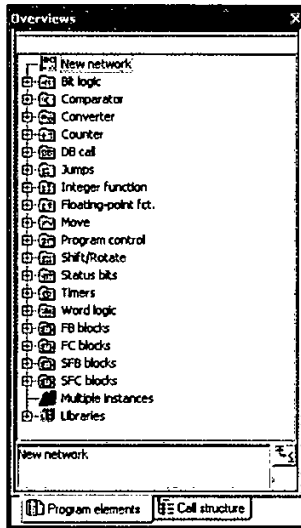 Overviews
New network
Bit logic
Comparator
Converter
Counter
DB call
Jumps
Integer function
Floating-point fct.
Move
Program control
Shift/Rotate
Status bits
Timers
Word logic
FB blocks
FC blocks
SFB blocks
SFC blocks
Multiple instances
Libraries
New network
Program elements
Call structure